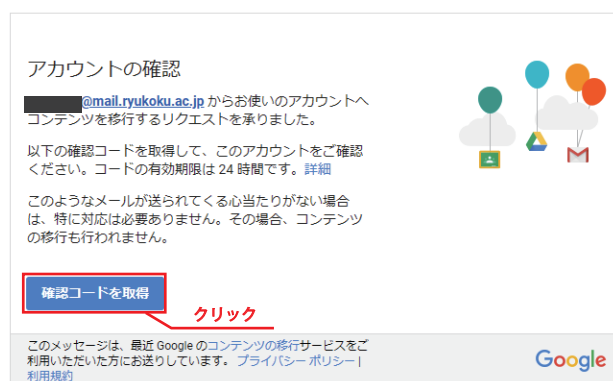 アカウントの確認
@mail.ryukoku.ac.jp からお使いのアカウントへ
コンテンツを移行するリクエストを承りました。
以下の確認コードを取得して、このアカウントをご確認
ください。コードの有効期限は 24 時間です。詳細
このようなメールが送られてくる心当たりがない場合
は、特に対応は必要ありません。その場合、コンテンツ
の移行も行われません。
確認コードを取得
クリック
このメッセージは、最近 Google のコンテンツの移行サービスをご
利用いただいた方にお送りしています。 プライバシー ポリシー |
利用規約
Google